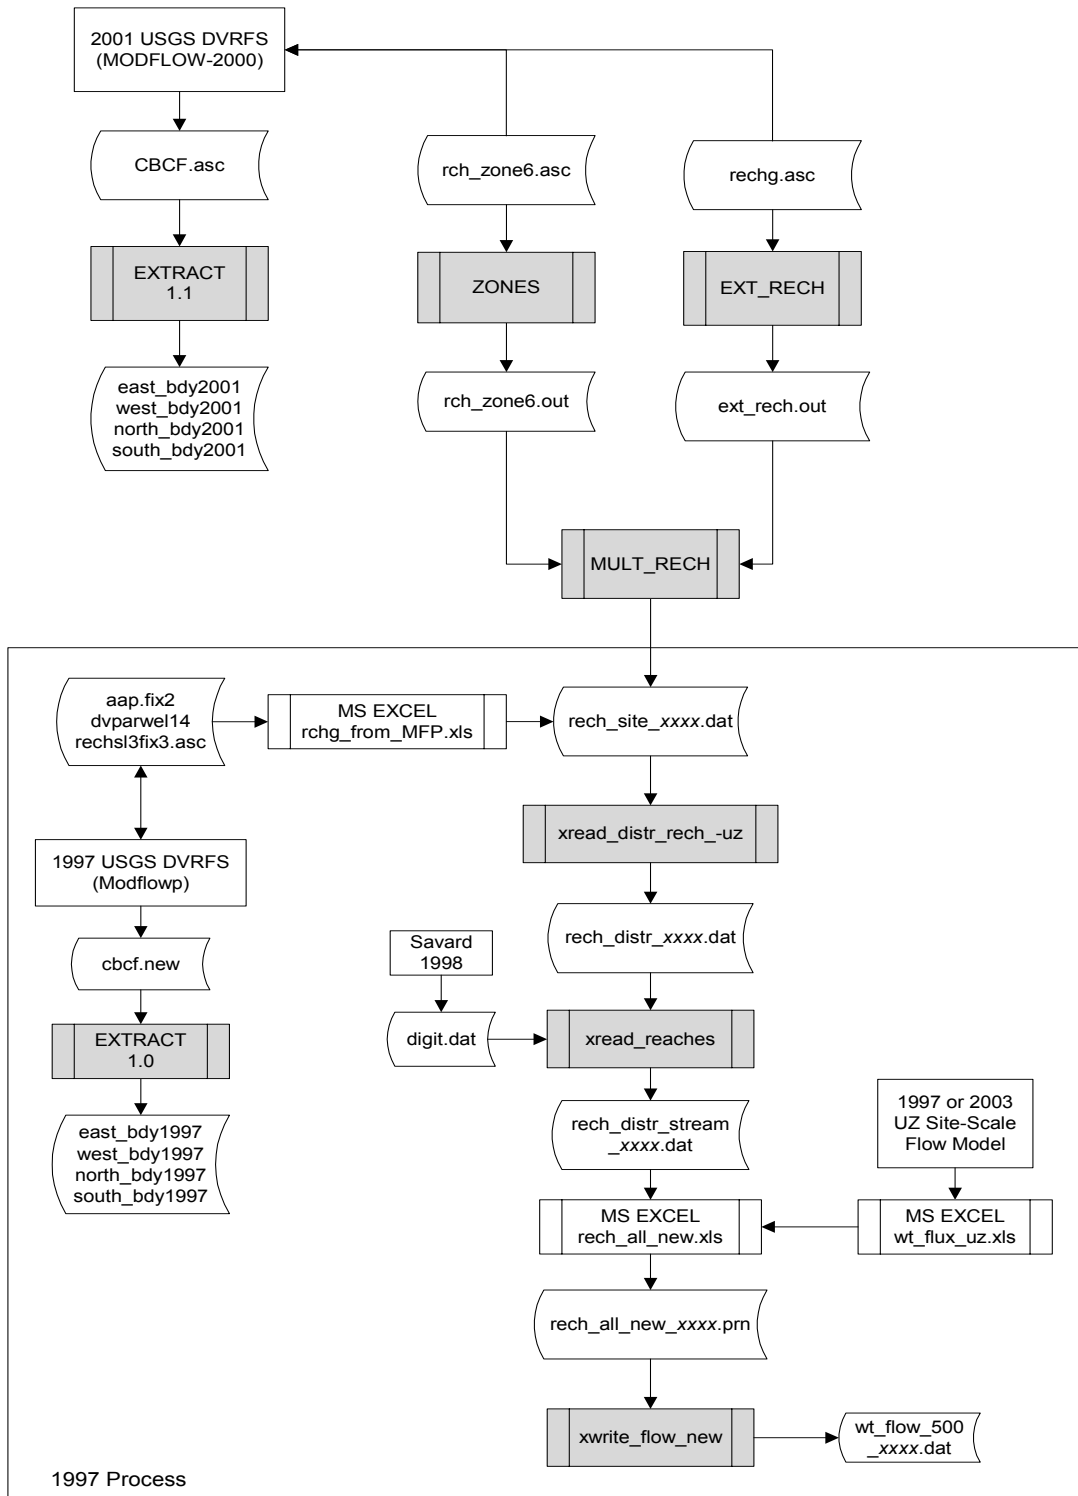 2001 USGS DVRFS
(MODFLOW-2000)
CBCF.asc
rch_zone6.asc
rechg.asc
EXTRACT
1.1
ZONES
EXT_RECH
east_bdy2001
west_bdy2001
north_bdy2001
south_bdy2001
rch_zone6.out
ext_rech.out
MULT_RECH
aap.fix2
dvparwel14
rechsl3fix3.asc
MS EXCEL
rchg_from_MFP.xls
rech_site_xxxx.dat
xread_distr_rech_-uz
1997 USGS DVRFS
(Modflowp)
rech_distr_xxxx.dat
Savard
1998
cbcf.new
digit.dat
xread_reaches
EXTRACT
1.0
east_bdy1997
west_bdy1997
north_bdy1997
south_bdy1997
rech_distr_stream
_xxxx.dat
1997 or 2003
UZ Site-Scale
Flow Model
MS EXCEL
rech_all_new.xls
MS EXCEL
wt_flux_uz.xls
rech_all_new_xxxx.prn
xwrite_flow_new
wt_flow_500
_xxxx.dat
1997 Process